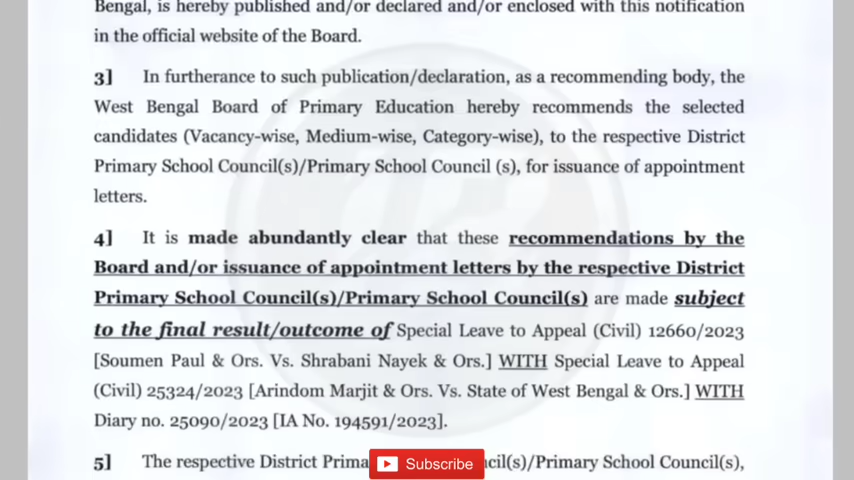 Bengal, is hereby published and/or declared and/or enclosed with this notification
in the official website of the Board.
3] In furtherance to such publication/declaration, as a recommending body, the
West Bengal Board of Primary Education hereby recommends the selected
candidates (Vacancy-wise, Medium-wise, Category-wise), to the respective District
Primary School Council(s)/Primary School Council (s), for issuance of appointment
letters.
4] It is made abundantly clear that these recommendations by the
Board and/or issuance of appointment letters by the respective District
Primary School Council(s)/Primary School Council(s) are made subject
to the final result/outcome of Special Leave to Appeal (Civil) 12660/2023
[Soumen Paul & Ors. Vs. Shrabani Nayek & Ors.] WITH Special Leave to Appeal
(Civil) 25324/2023 [Arindom Marjit & Ors. Vs. State of West Bengal & Ors.] WITH
Diary no. 25090/2023 [IA No. 194591/2023].
5] The respective District Prima Subscribe cil(s)/Primary School Council(s),